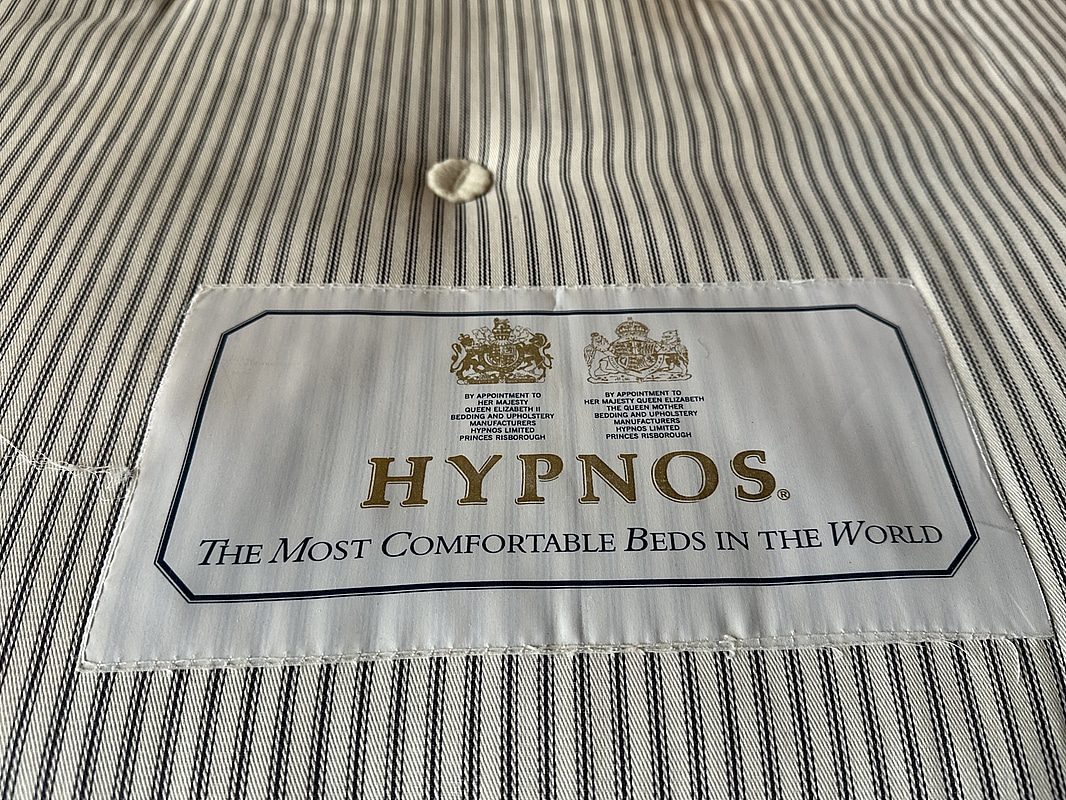 BY APPOINTMENT TO
HER MAJESTY
QUEEN ELIZABETH II
BEDDING AND UPHOLSTERY
MANUFACTURERS
HYPNOS LIMITED
PRINCES RISBOROUGH
BY APPOINTMENT TO
HER MAJESTY QUEEN ELIZABETH
THE QUEEN MOTHER
BEDDING AND UPHOLSTERY
MANUFACTURERS
HYPNOS LIMITED
PRINCES RISBOROUGH
HYPNOS®
THE MOST COMFORTABLE BEDS IN THE WORLD